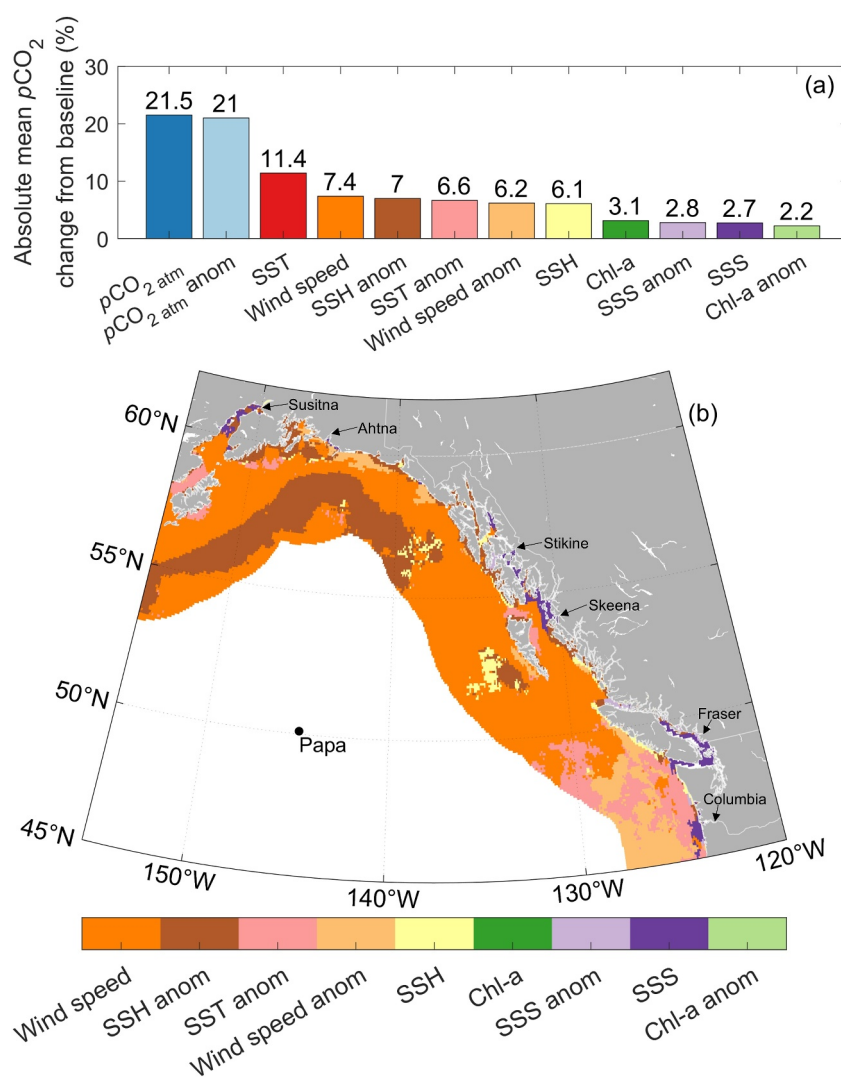 Absolute mean pCO2
change from baseline (%)
30
20
10
0
(a)
21.5
21
11.4
7.4
7
6.6
6.2
6.1
3.1
2.8
2.7
2.2
pCO2 atm
pCO2 atm anom
SST
Wind speed
SSH anom
SST anom
Wind speed anom
SSH
Chl-a
SSS anom
SSS
Chl-a anom
(b)
60°N
55°N
50°N
45°N
Susitna
Ahtna
Stikine
Skeena
Fraser
Columbia
Papa
150°W
140°W
130°W
120°W
Wind speed
SSH anom
SST anom
Wind speed anom
SSH
Chl-a
SSS anom
SSS
Chl-a anom